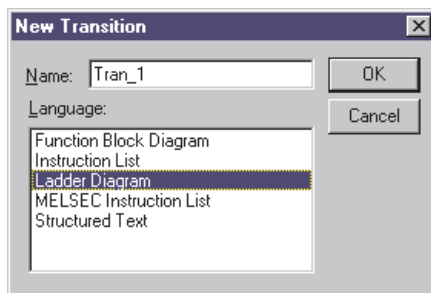 New Transition
Name: Tran_1
OK
Language:
Cancel
Function Block Diagram
Instruction List
Ladder Diagram
MELSEC Instruction List
Structured Text